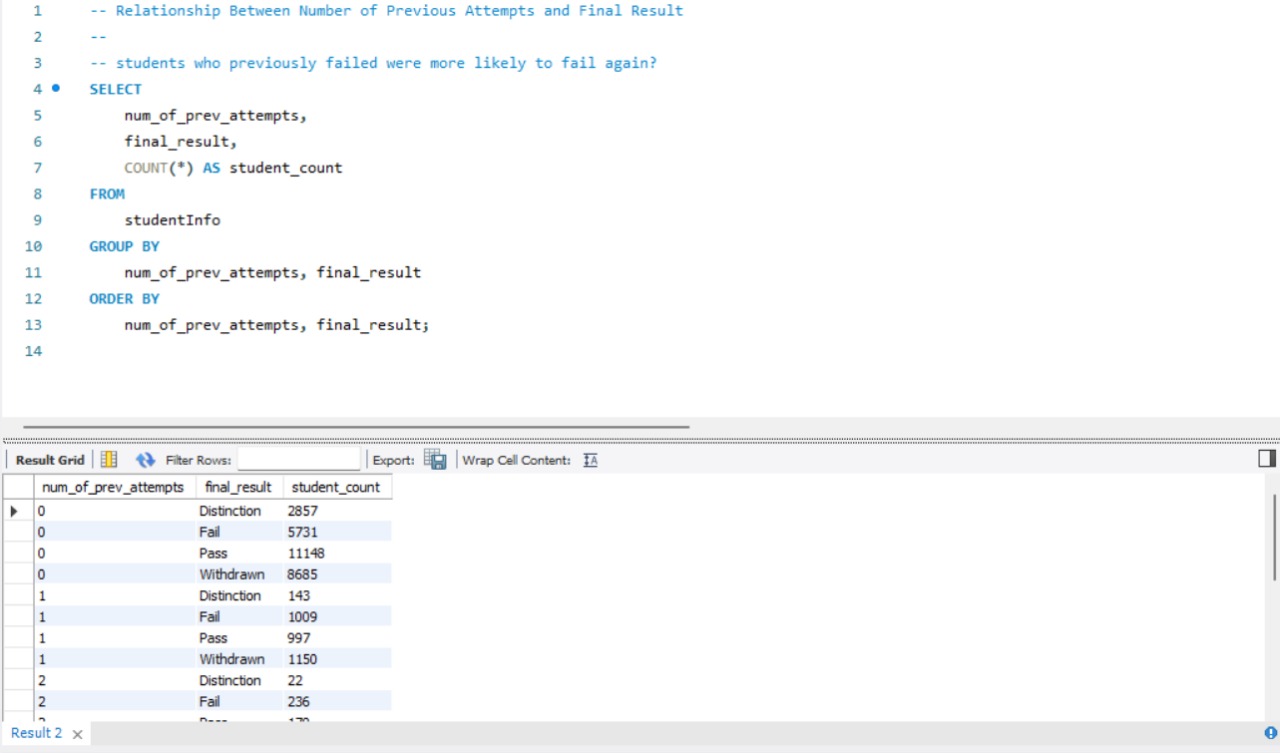 1 -- Relationship Between Number of Previous Attempts and Final Result
2 --
3 -- students who previously failed were more likely to fail again?
4 SELECT
5 num_of_prev_attempts,
6 final_result,
7 COUNT(*) AS student_count
8 FROM
9 studentInfo
10 GROUP BY
11 num_of_prev_attempts, final_result
12 ORDER BY
13 num_of_prev_attempts, final_result;
14
Result Grid Filter Rows: Export: Wrap Cell Content: IA
num_of_prev_attempts final_result student_count
0 Distinction 2857
0 Fail 5731
0 Pass 11148
0 Withdrawn 8685
1 Distinction 143
1 Fail 1009
1 Pass 997
1 Withdrawn 1150
2 Distinction 22
2 Fail 236
Result 2